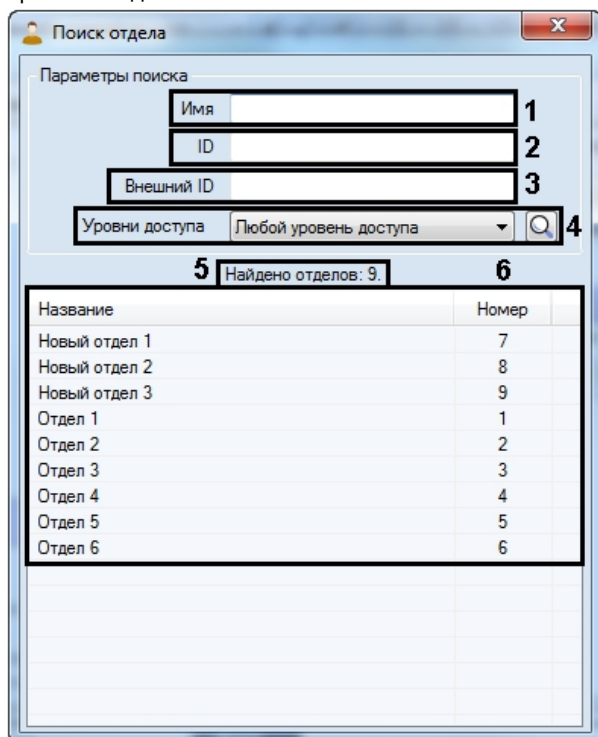 Поиск отдела
Параметры поиска
Имя 1
ID 2
Внешний ID 3
Уровни доступа Любой уровень доступа 4
5 Найдено отделов: 9. 6
Название Номер
Новый отдел 1 7
Новый отдел 2 8
Новый отдел 3 9
Отдел 1 1
Отдел 2 2
Отдел 3 3
Отдел 4 4
Отдел 5 5
Отдел 6 6